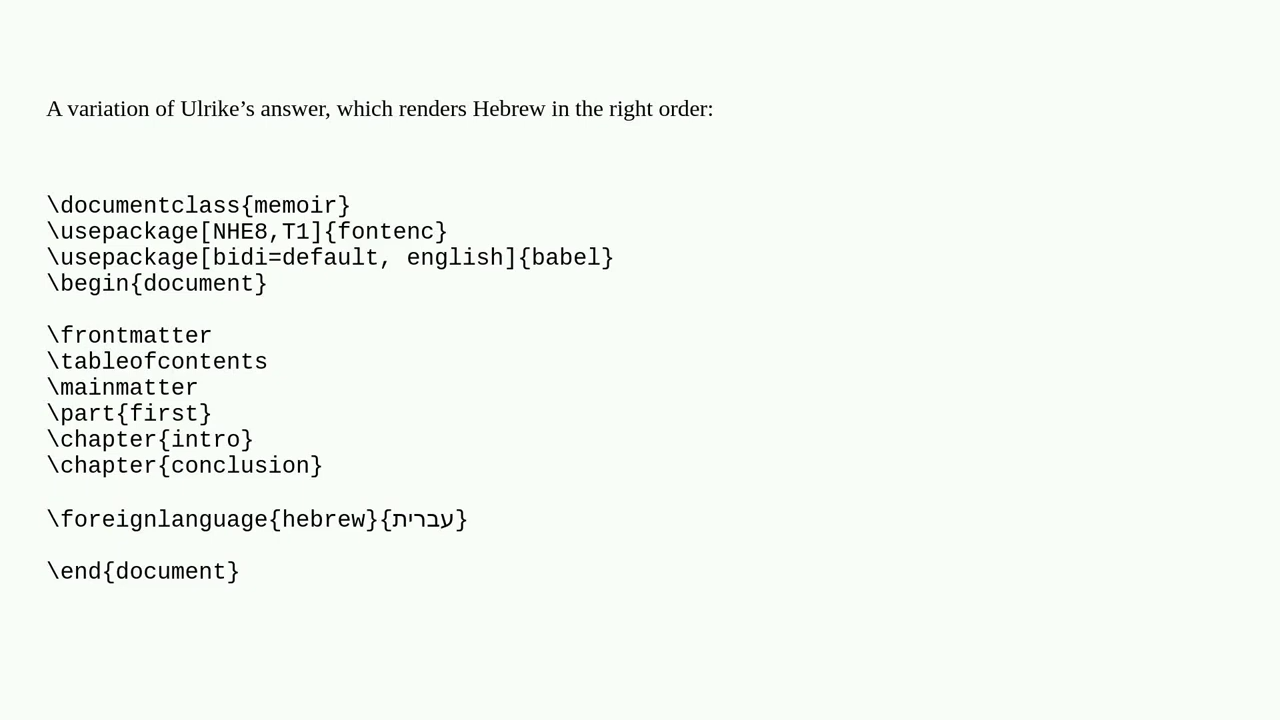 A variation of Ulrike’s answer, which renders Hebrew in the right order:
\documentclass{memoir}
\usepackage[NHE8,T1]{fontenc}
\usepackage[bidi=default, english]{babel}
\begin{document}
\frontmatter
\tableofcontents
\mainmatter
\part{first}
\chapter{intro}
\chapter{conclusion}
\foreignlanguage{hebrew}{עברית}
\end{document}